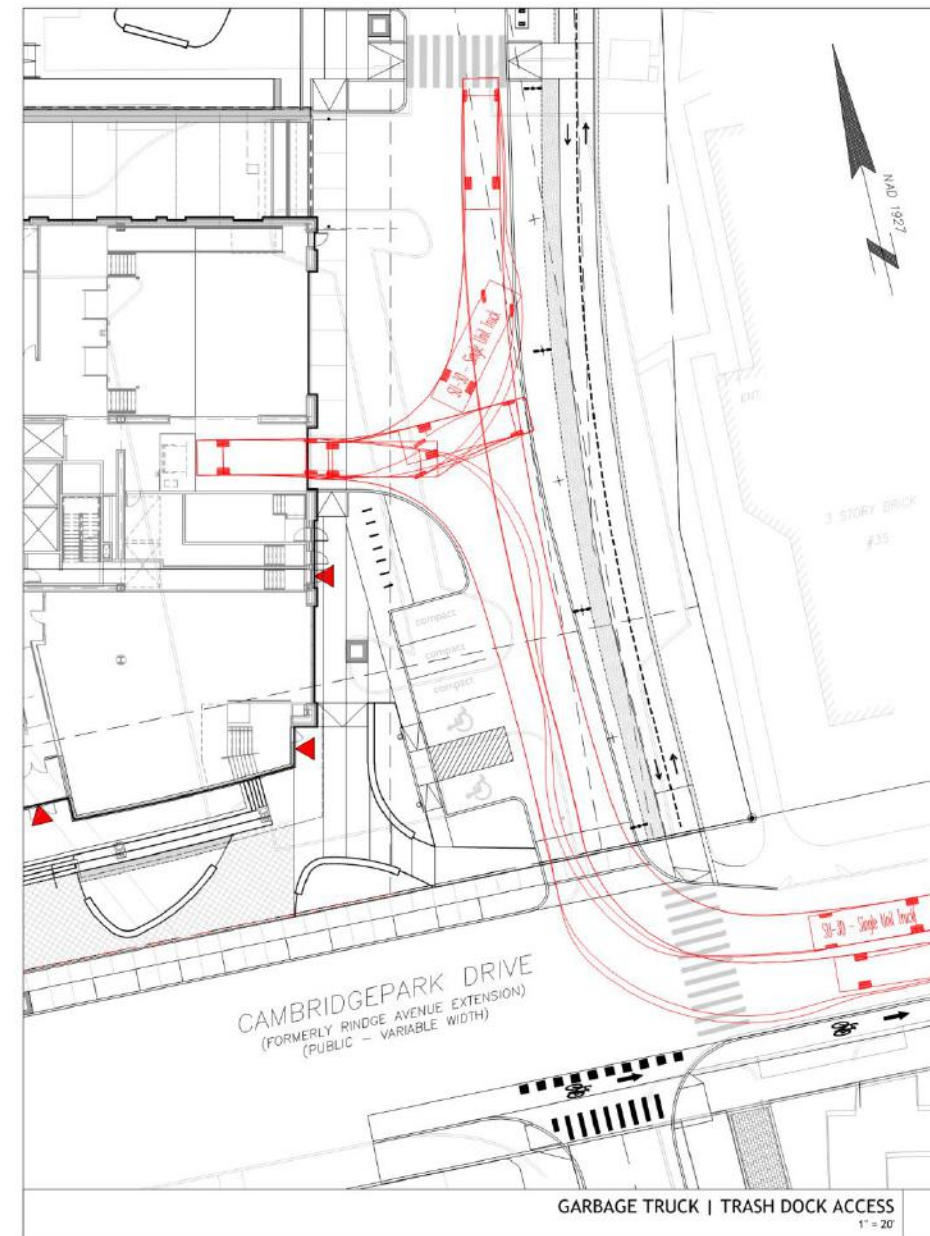 NAD 1927
SU-30 - Single Unit Truck
ENT.
3 STORY BRICK
#35
compact
compact
compact
SU-30 - Single Unit Truck
CAMBRIDGEPARK DRIVE
(FORMERLY RINDGE AVENUE EXTENSION)
(PUBLIC – VARIABLE WIDTH)
GARBAGE TRUCK | TRASH DOCK ACCESS
1" = 20'